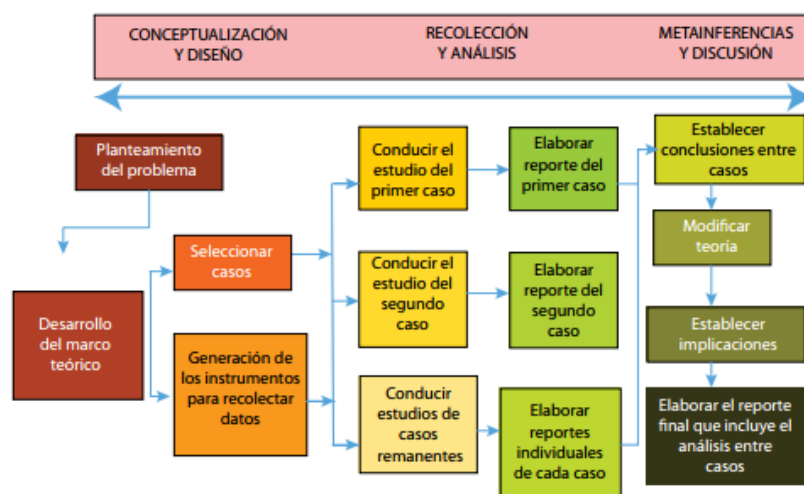 CONCEPTUALIZACIÓN
Y DISEÑO
RECOLECCIÓN
Y ANÁLISIS
METAINFERENCIAS
Y DISCUSIÓN
Planteamiento
del problema
Desarrollo
del marco
teórico
Seleccionar
casos
Generación de
los instrumentos
para recolectar
datos
Conducir el
estudio del
primer caso
Elaborar
reporte del
primer caso
Conducir el
estudio del
segundo
caso
Elaborar
reporte del
segundo
caso
Conducir
estudios de
casos
remanentes
Elaborar
reportes
individuales
de cada caso
Establecer
conclusiones entre
casos
Modificar
teoría
Establecer
implicaciones
Elaborar el reporte
final que incluye el
análisis entre
casos